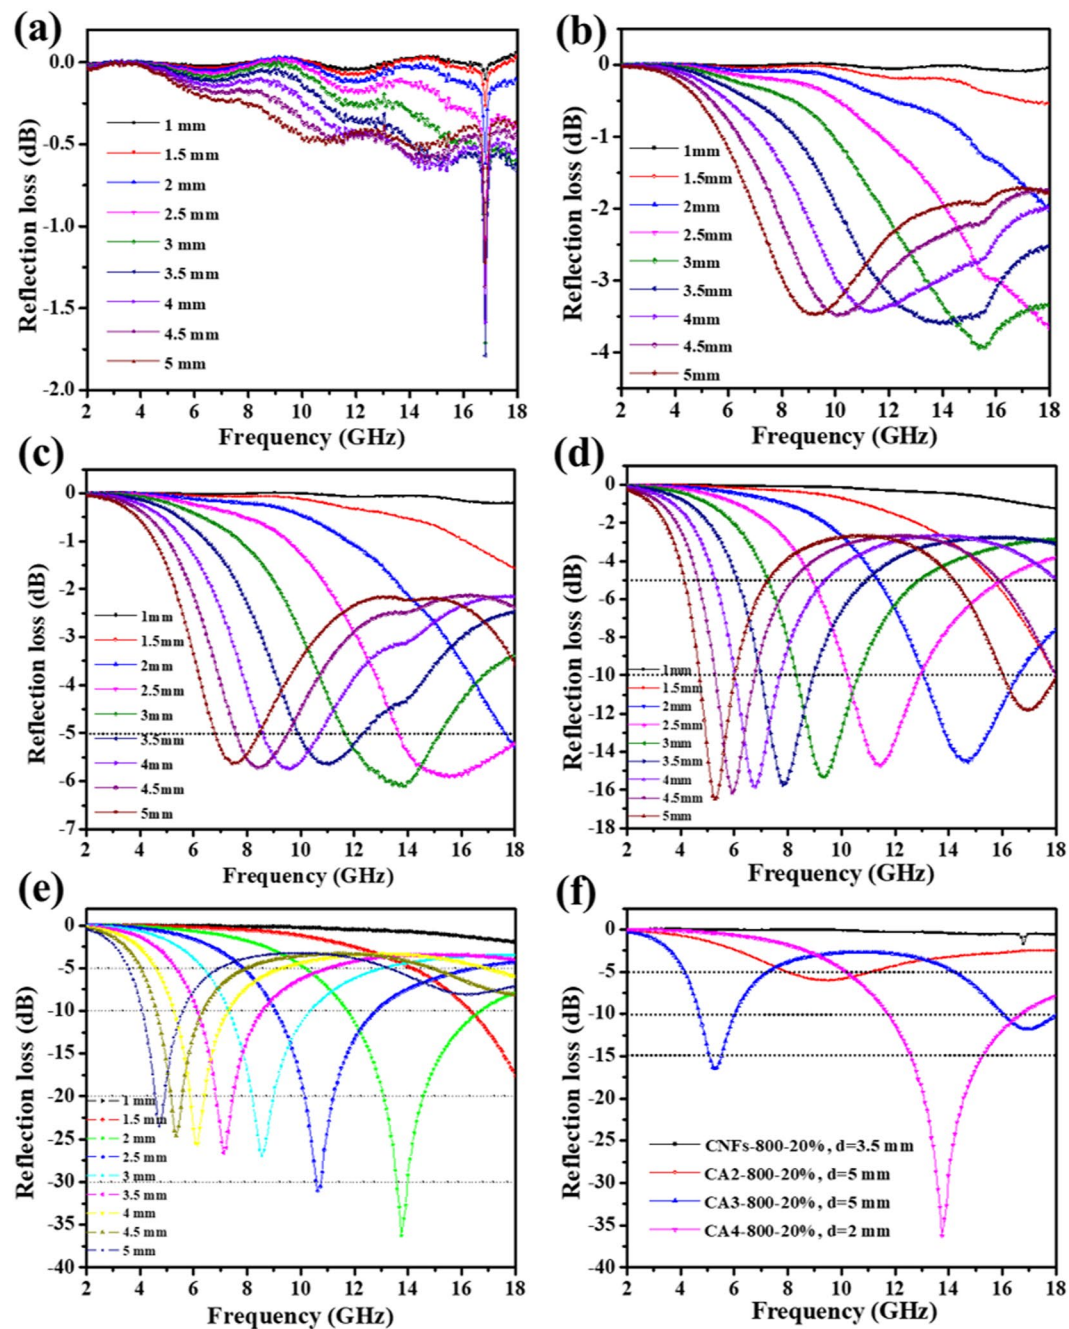 (a)
0.0
-0.5
-1.0
-1.5
-2.0
Reflection loss (dB)
1 mm
1.5 mm
2 mm
2.5 mm
3 mm
3.5 mm
4 mm
4.5 mm
5 mm
2 4 6 8 10 12 14 16 18
Frequency (GHz)
(b)
0
-1
-2
-3
-4
Reflection loss (dB)
1mm
1.5mm
2mm
2.5mm
3mm
3.5mm
4mm
4.5mm
5mm
2 4 6 8 10 12 14 16 18
Frequency (GHz)
(c)
0
-1
-2
-3
-4
-5
-6
-7
Reflection loss (dB)
1mm
1.5mm
2mm
2.5mm
3mm
3.5mm
4mm
4.5mm
5mm
2 4 6 8 10 12 14 16 18
Frequency (GHz)
(d)
0
-2
-4
-6
-8
-10
-12
-14
-16
-18
Reflection loss (dB)
1mm
1.5mm
2mm
2.5mm
3mm
3.5mm
4mm
4.5mm
5mm
2 4 6 8 10 12 14 16 18
Frequency (GHz)
(e)
0
-5
-10
-15
-20
-25
-30
-35
-40
Reflection loss (dB)
1 mm
1.5 mm
2 mm
2.5 mm
3 mm
3.5 mm
4 mm
4.5 mm
5 mm
2 4 6 8 10 12 14 16 18
Frequency (GHz)
(f)
0
-5
-10
-15
-20
-25
-30
-35
-40
Reflection loss (dB)
CNFs-800-20%, d=3.5 mm
CA2-800-20%, d=5 mm
CA3-800-20%, d=5 mm
CA4-800-20%, d=2 mm
2 4 6 8 10 12 14 16 18
Frequency (GHz)